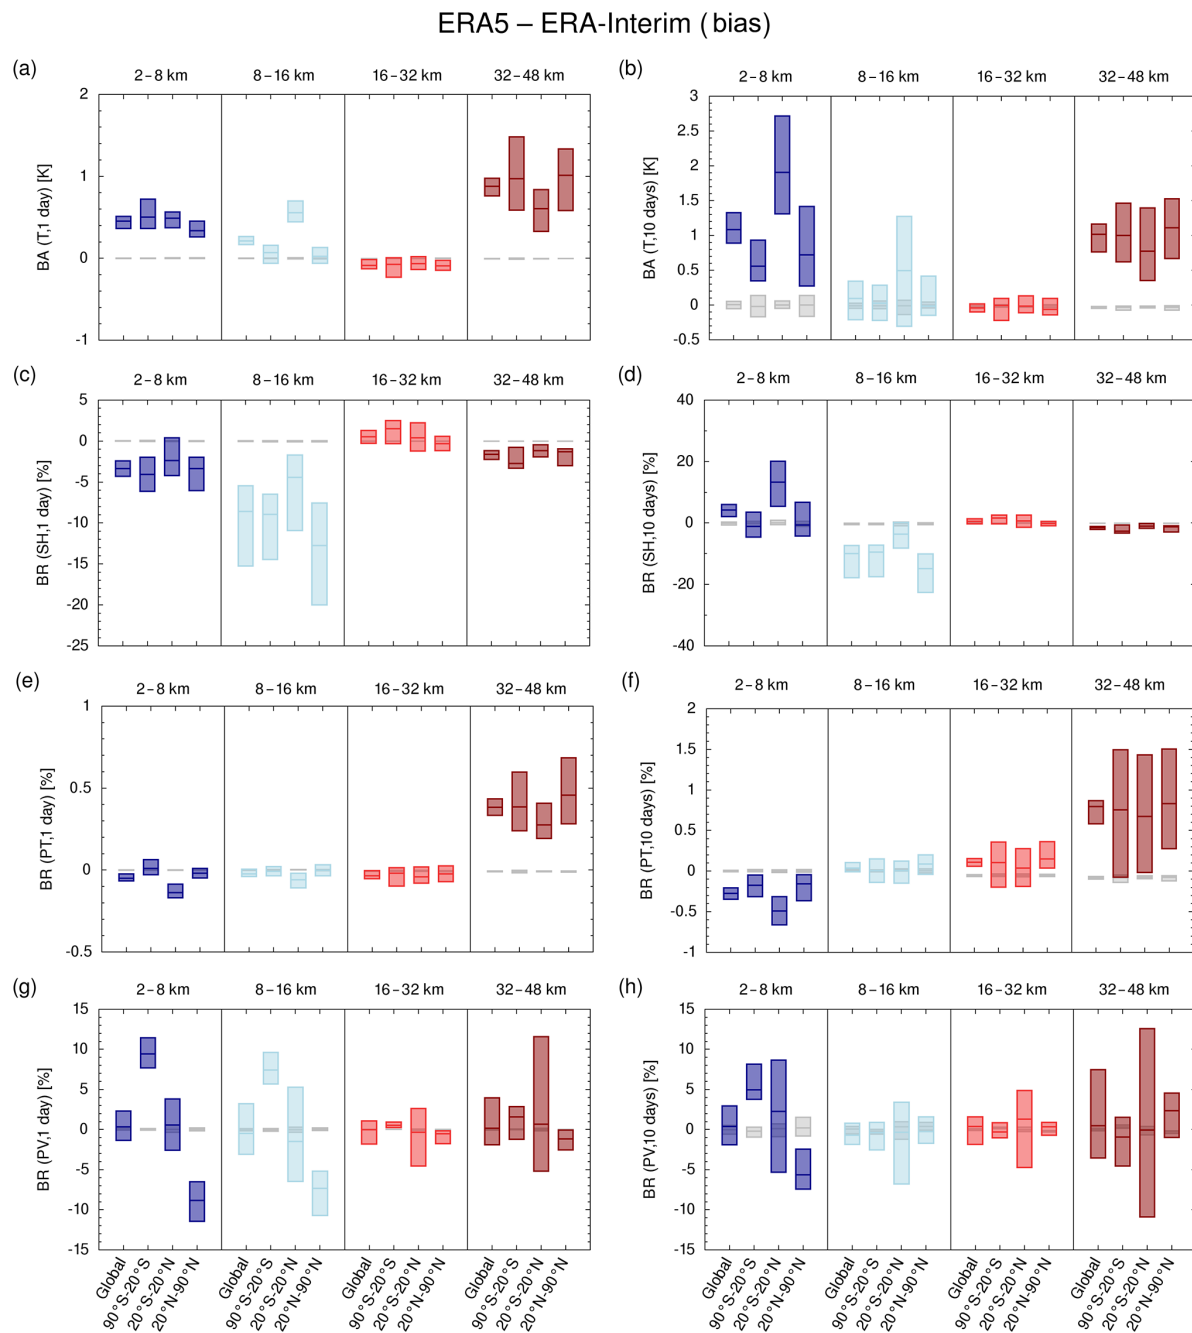 ERA5 – ERA-Interim (bias)
(a)
2–8 km 8–16 km 16–32 km 32–48 km
BA (T,1 day) [K]
2
1
0
-1
(b)
2–8 km 8–16 km 16–32 km 32–48 km
BA (T,10 days) [K]
3
2.5
2
1.5
1
0.5
0
-0.5
(c)
2–8 km 8–16 km 16–32 km 32–48 km
BR (SH,1 day) [%]
5
0
-5
-10
-15
-20
-25
(d)
2–8 km 8–16 km 16–32 km 32–48 km
BR (SH,10 days) [%]
40
20
0
-20
-40
(e)
2–8 km 8–16 km 16–32 km 32–48 km
BR (PT,1 day) [%]
1
0.5
0
-0.5
(f)
2–8 km 8–16 km 16–32 km 32–48 km
BR (PT,10 days) [%]
2
1.5
1
0.5
0
-0.5
-1
(g)
2–8 km 8–16 km 16–32 km 32–48 km
BR (PV,1 day) [%]
15
10
5
0
-5
-10
-15
Global 90°S-20°S 20°S-20°N 20°N-90°N Global 90°S-20°S 20°S-20°N 20°N-90°N Global 90°S-20°S 20°S-20°N 20°N-90°N Global 90°S-20°S 20°S-20°N 20°N-90°N
(h)
2–8 km 8–16 km 16–32 km 32–48 km
BR (PV,10 days) [%]
15
10
5
0
-5
-10
-15
Global 90°S-20°S 20°S-20°N 20°N-90°N Global 90°S-20°S 20°S-20°N 20°N-90°N Global 90°S-20°S 20°S-20°N 20°N-90°N Global 90°S-20°S 20°S-20°N 20°N-90°N